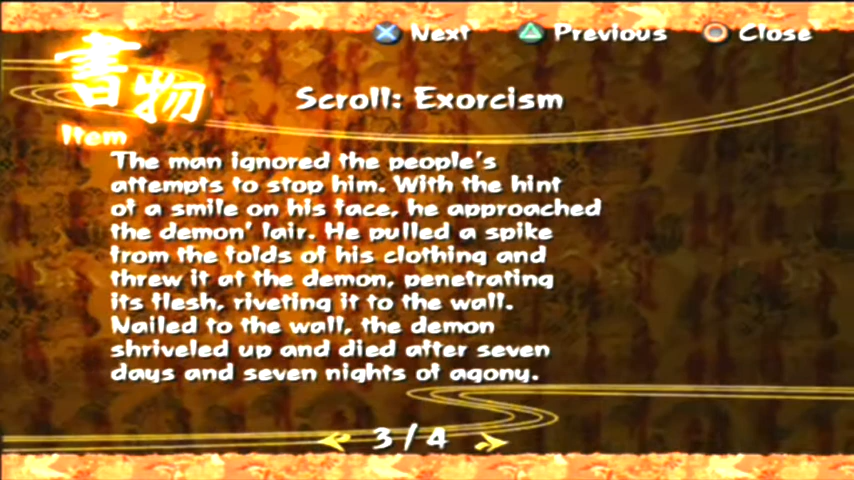 Next Previous Close
書物
Item
Scroll: Exorcism
The man ignored the people's
attempts to stop him. With the hint
of a smile on his face, he approached
the demon' lair. He pulled a spike
from the folds of his clothing and
threw it at the demon, penetrating
its flesh, riveting it to the wall.
Nailed to the wall, the demon
shriveled up and died after seven
days and seven nights of agony.
3 / 4